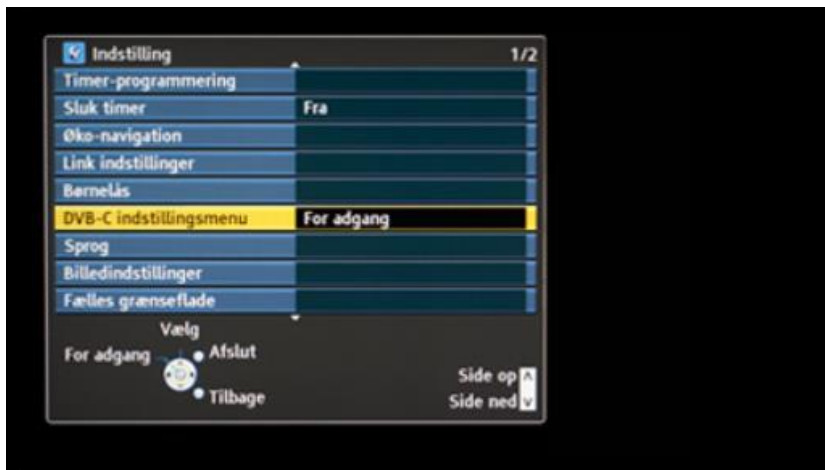 Indstilling 1/2
Timer-programmering
Sluk timer Fra
Øko-navigation
Link indstillinger
Børnelås
DVB-C indstillingsmenu For adgang
Sprog
Billedindstillinger
Fælles grænseflade
Vælg
For adgang Afslut
Tilbage
Side op
Side ned